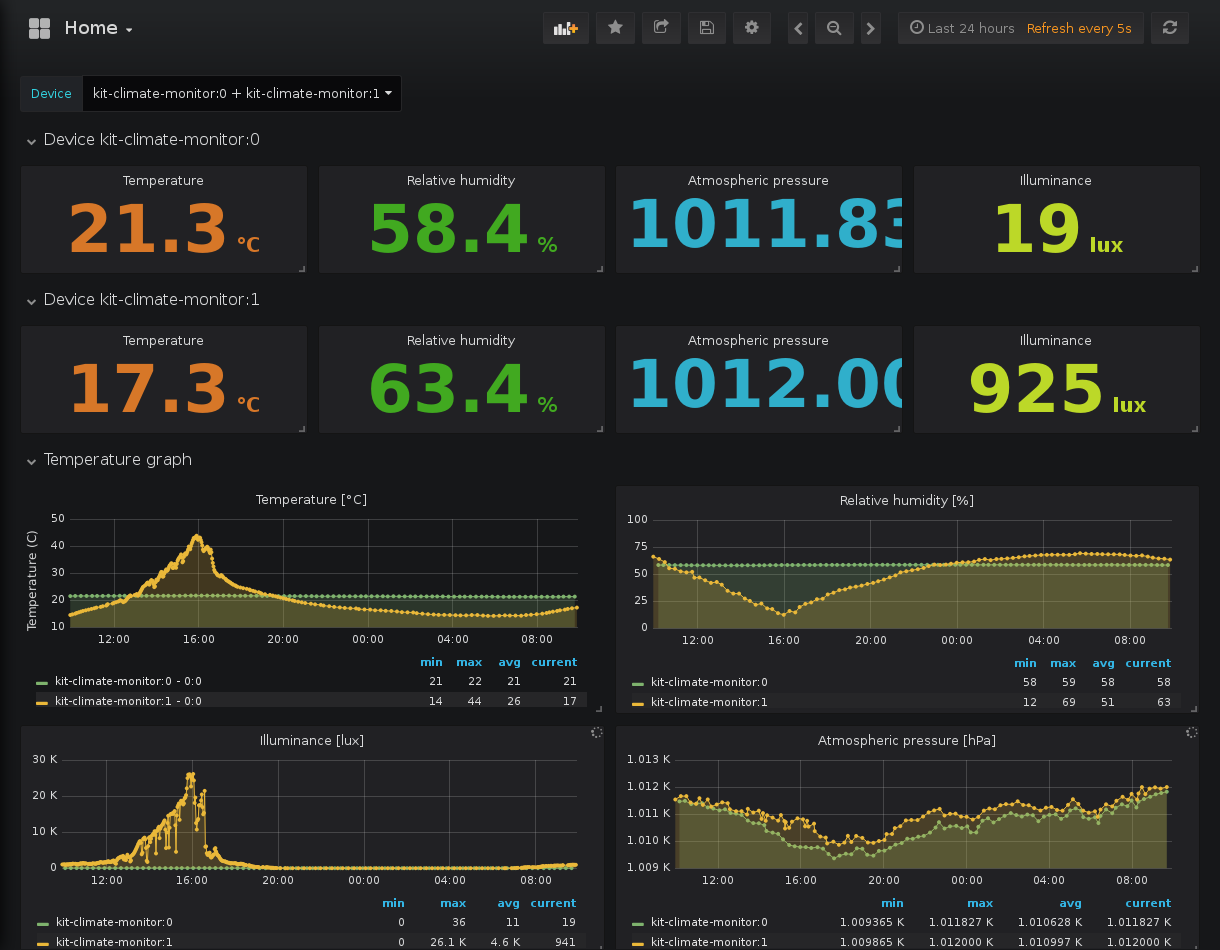 Home
Last 24 hours Refresh every 5s
Device kit-climate-monitor:0 + kit-climate-monitor:1
Device kit-climate-monitor:0
Temperature Relative humidity Atmospheric pressure Illuminance
21.3 °C 58.4 % 1011.83 19 lux
Device kit-climate-monitor:1
Temperature Relative humidity Atmospheric pressure Illuminance
17.3 °C 63.4 % 1012.00 925 lux
Temperature graph
Temperature [°C]
Temperature (C)
50
40
30
20
10
12:00 16:00 20:00 00:00 04:00 08:00
min max avg current
kit-climate-monitor:0 - 0:0 21 22 21 21
kit-climate-monitor:1 - 0:0 14 44 26 17
Relative humidity [%]
100
75
50
25
0
12:00 16:00 20:00 00:00 04:00 08:00
min max avg current
kit-climate-monitor:0 58 59 58 58
kit-climate-monitor:1 12 69 51 63
Illuminance [lux]
30 K
20 K
10 K
0
12:00 16:00 20:00 00:00 04:00 08:00
min max avg current
kit-climate-monitor:0 0 36 11 19
kit-climate-monitor:1 0 26.1 K 4.6 K 941
Atmospheric pressure [hPa]
1.013 K
1.012 K
1.011 K
1.010 K
1.009 K
12:00 16:00 20:00 00:00 04:00 08:00
min max avg current
kit-climate-monitor:0 1.009365 K 1.011827 K 1.010628 K 1.011827 K
kit-climate-monitor:1 1.009865 K 1.012000 K 1.010997 K 1.012000 K